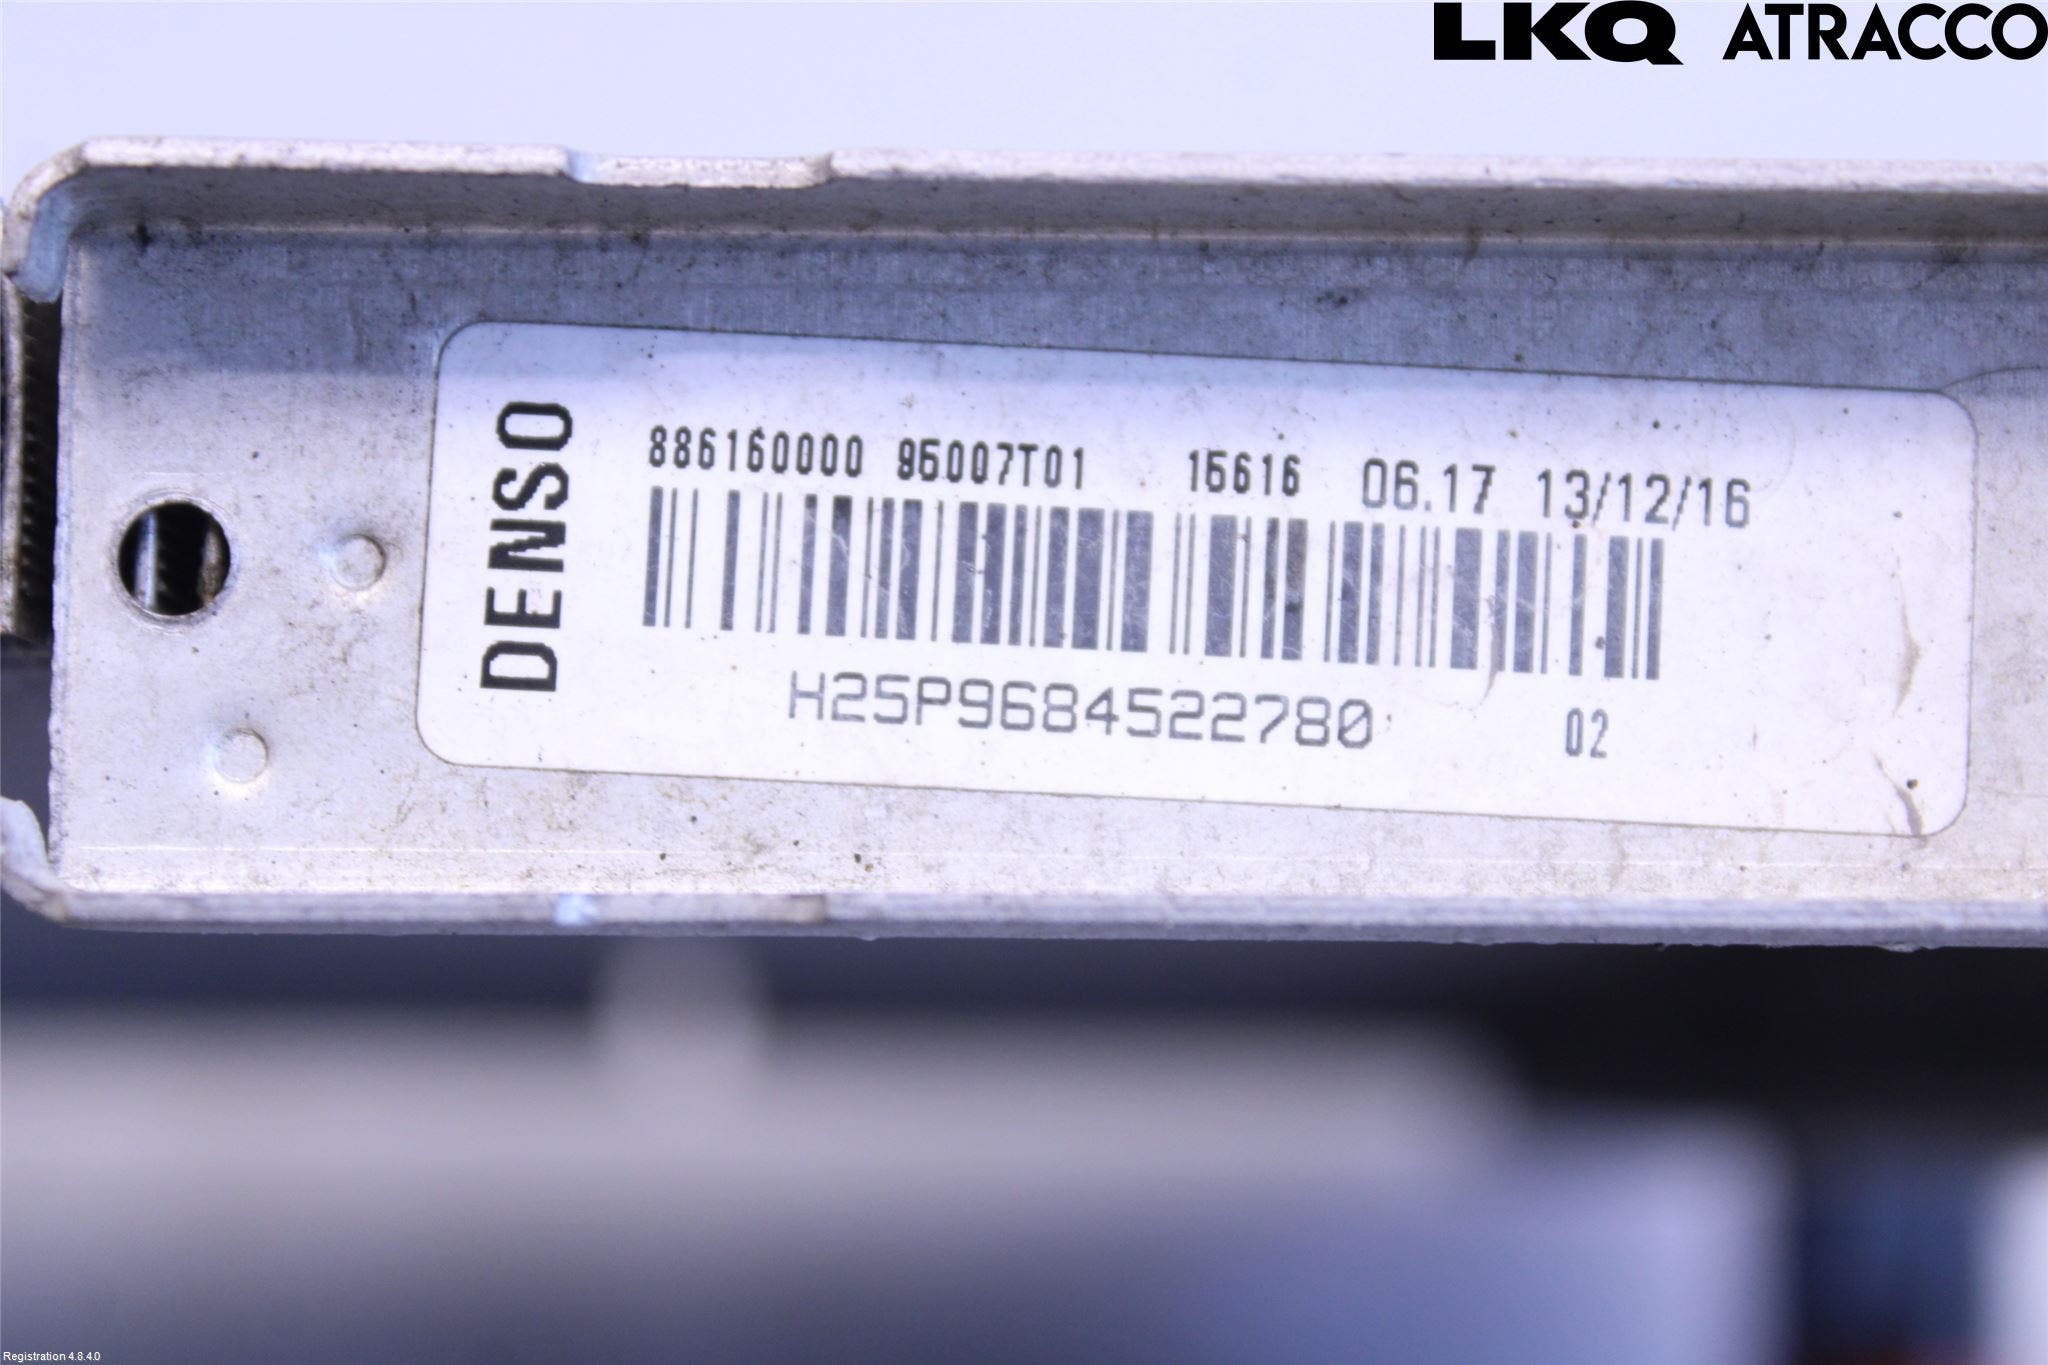 LKQ ATRACCO
DENSO
886160000 95007T01 15616 06.17 13/12/16
H25P9684522780 02
Registration 4.8.4.0